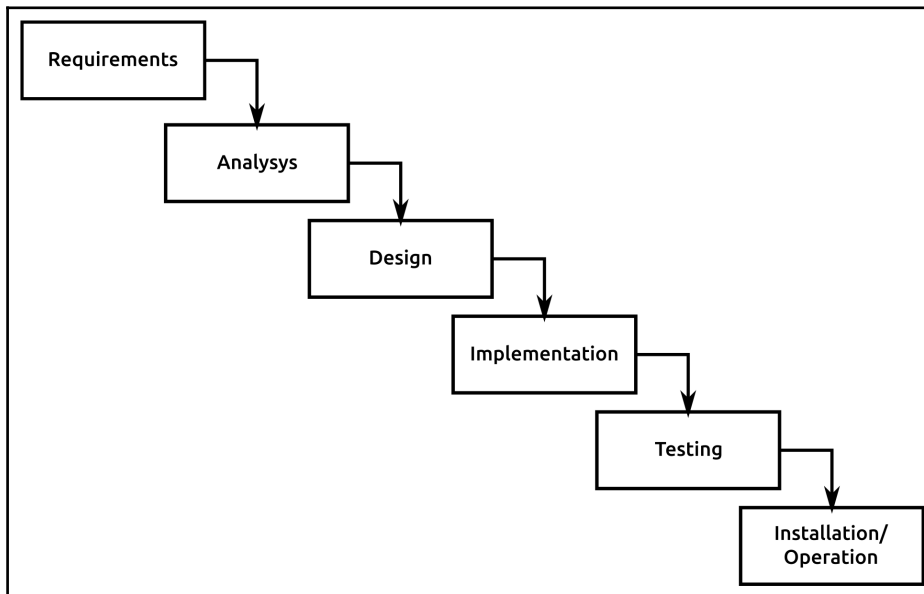 Requirements
Analysys
Design
Implementation
Testing
Installation/
Operation